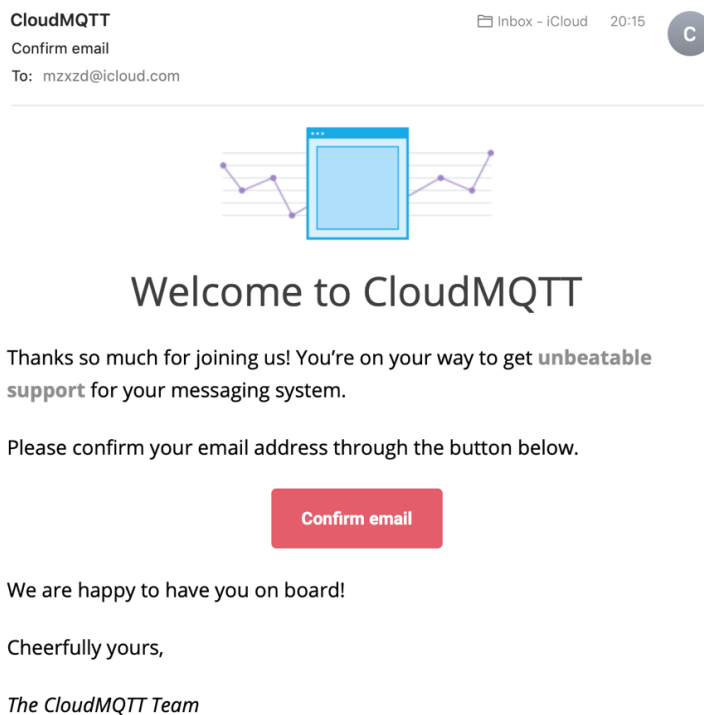 CloudMQTT
Inbox - iCloud 20:15
C
Confirm email
To: mzxzd@icloud.com
Welcome to CloudMQTT
Thanks so much for joining us! You’re on your way to get unbeatable
support for your messaging system.
Please confirm your email address through the button below.
Confirm email
We are happy to have you on board!
Cheerfully yours,
The CloudMQTT Team